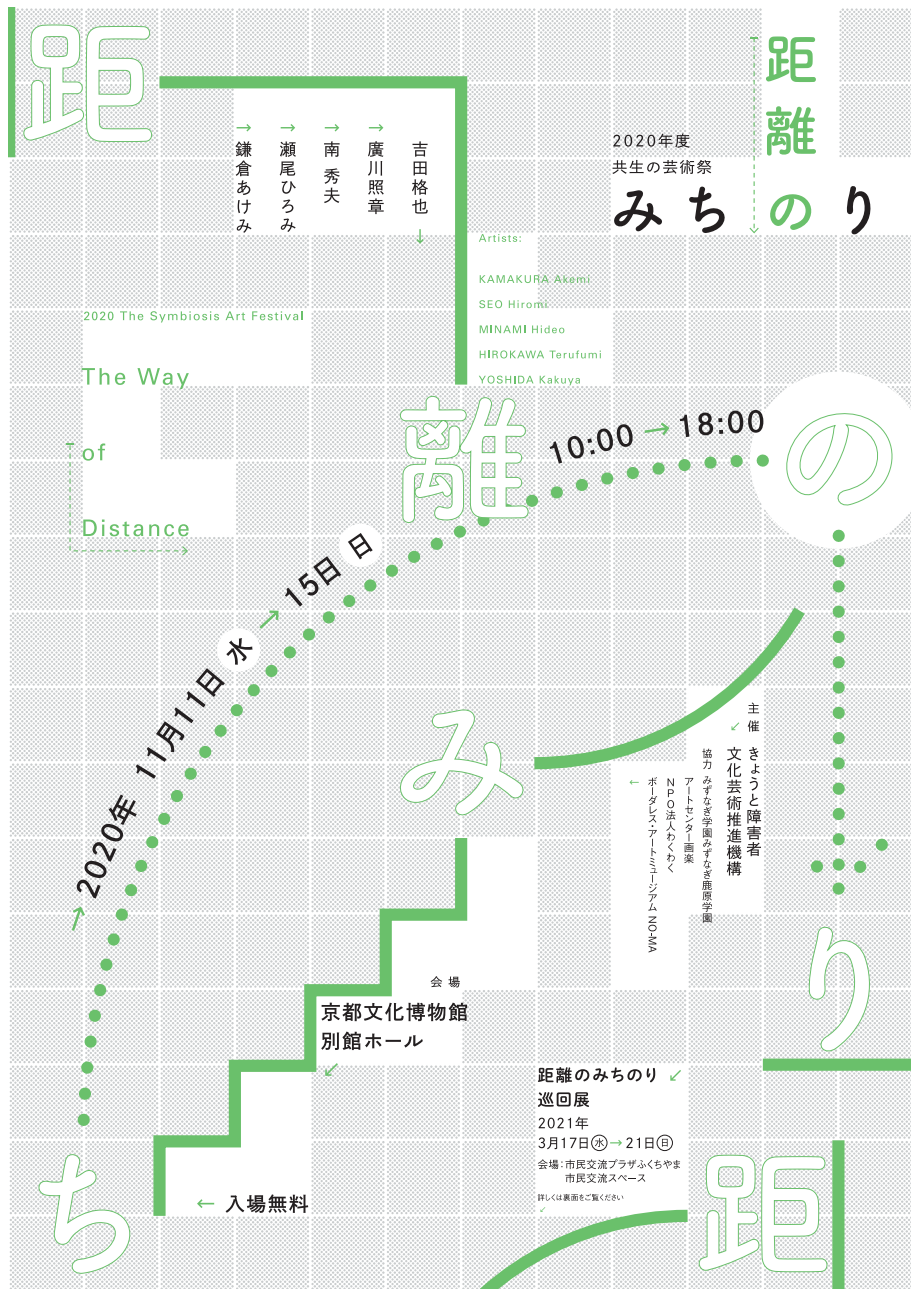 距
離
の
み
ち
り
距
距離
みちのり
2020年度
共生の芸術祭
吉田格也 ↓
→ 廣川照章
→ 南 秀夫
→ 瀬尾ひろみ
→ 鎌倉あけみ
Artists:
KAMAKURA Akemi
SEO Hiromi
MINAMI Hideo
HIROKAWA Terufumi
YOSHIDA Kakuya
2020 The Symbiosis Art Festival
The Way
of
Distance
→ 2020年 11月11日 水 → 15日 日
10:00 → 18:00
主催 きょうと障害者
↙ 文化芸術推進機構
協力 みずなぎ学園みずなぎ鹿原学園
アートセンター画楽
NPO法人わくわく
ボーダレス・アートミュージアム NO-MA
←
会場
京都文化博物館
別館ホール
↙
← 入場無料
距離のみちのり ↙
巡回展
2021年
3月17日㊌→21日㊐
会場：市民交流プラザふくちやま
市民交流スペース
詳しくは裏面をご覧ください
↙